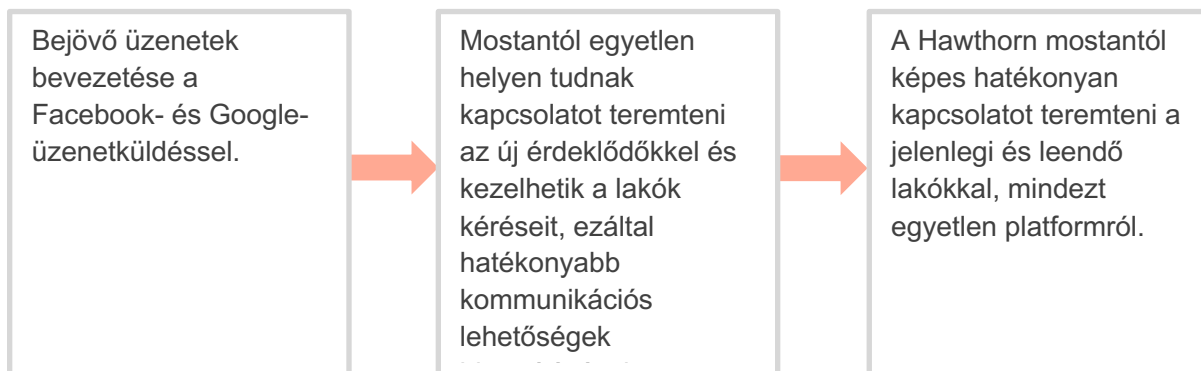 Bejövő üzenetek
bevezetése a
Facebook- és Google-
üzenetküldéssel.
Mostantól egyetlen
helyen tudnak
kapcsolatot teremteni
az új érdeklődőkkel és
kezelhetik a lakók
kéréseit, ezáltal
hatékonyabb
kommunikációs
lehetőségek
A Hawthorn mostantól
képes hatékonyan
kapcsolatot teremteni a
jelenlegi és leendő
lakókkal, mindezt
egyetlen platformról.